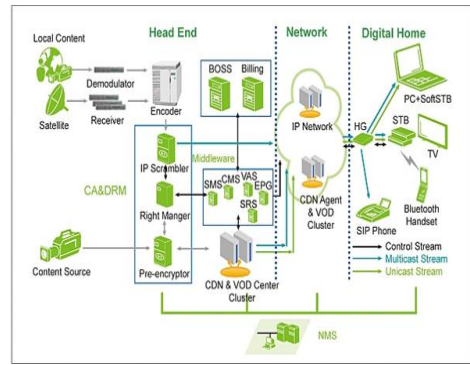 Head End
Network
Digital Home
Local Content
Demodulator
Satellite
Receiver
Encoder
BOSS
Billing
IP Network
HG
PC+SoftSTB
STB
TV
IP Scrambler
Middleware
CA&DRM
SMS
CMS
VAS
EPG
SRS
Right Manger
CDN Agent
& VOD
Cluster
SIP Phone
Bluetooth
Handset
Content Source
Pre-encryptor
CDN & VOD Center
Cluster
Control Stream
Multicast Stream
Unicast Stream
NMS